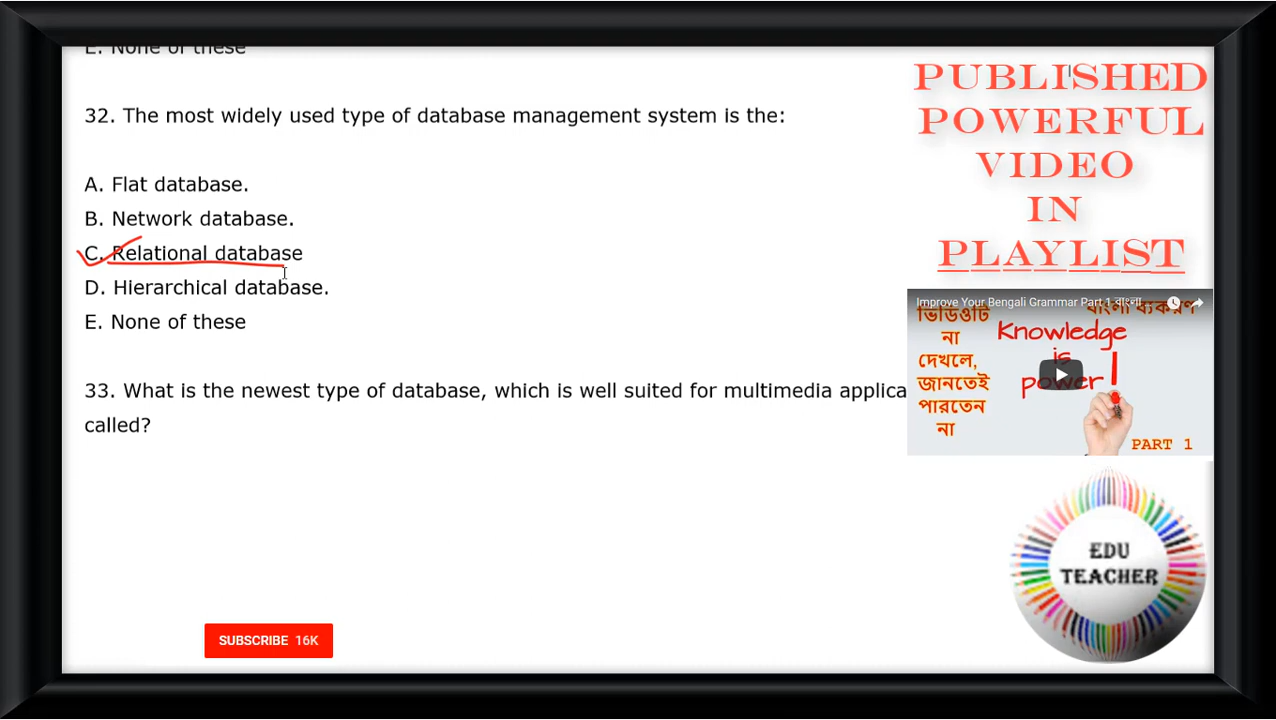 E. None of these
32. The most widely used type of database management system is the:
A. Flat database.
B. Network database.
C. Relational database
D. Hierarchical database.
E. None of these
33. What is the newest type of database, which is well suited for multimedia applica
called?
SUBSCRIBE 16K
PUBLISHED
POWERFUL
VIDEO
IN
PLAYLIST
Improve Your Bengali Grammar Part 1
বাংলা ব্যকরণ
ভিডিওটি
না
দেখলে,
জানতেই
পারতেন
না
Knowledge
is
power!
PART 1
EDU
TEACHER